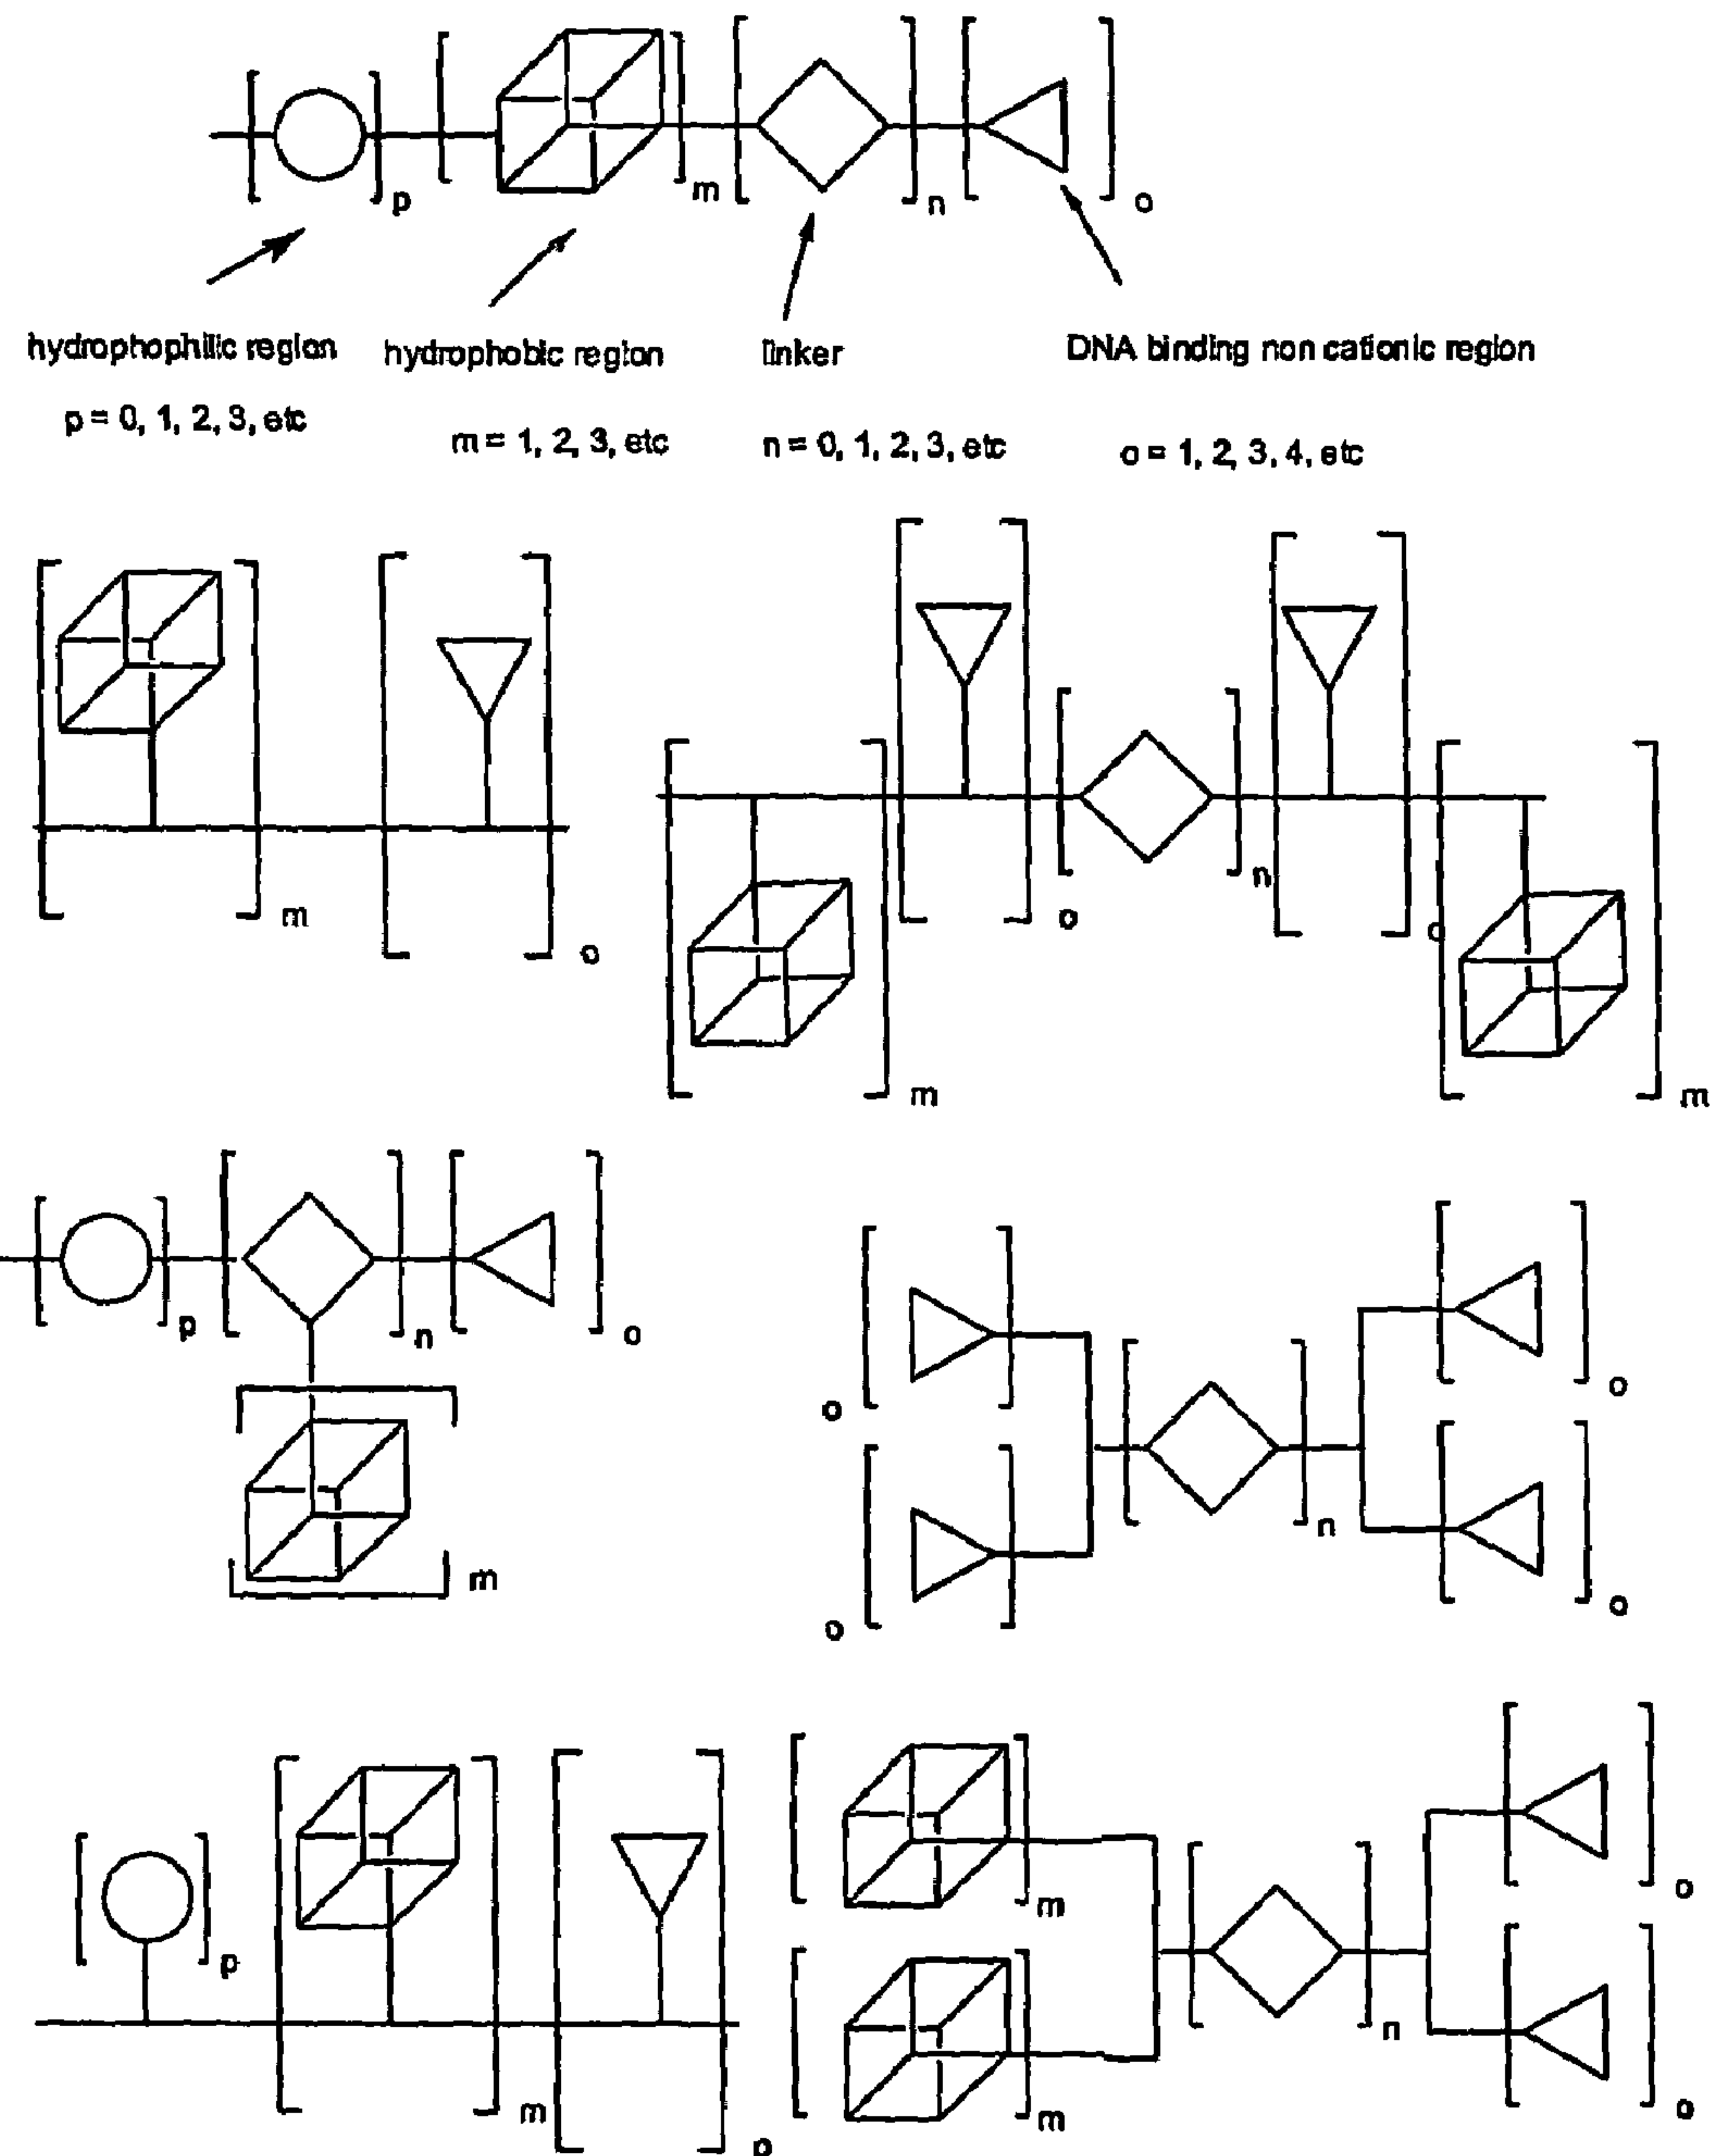 p m n o
hydrophophilic region hydrophobic region linker DNA binding non cationic region
p = 0, 1, 2, 3, etc m = 1, 2, 3, etc n = 0, 1, 2, 3, etc o = 1, 2, 3, 4, etc
m o o n o
m m
p n o o
o o
m n
o o
o
p m n
m m o
o